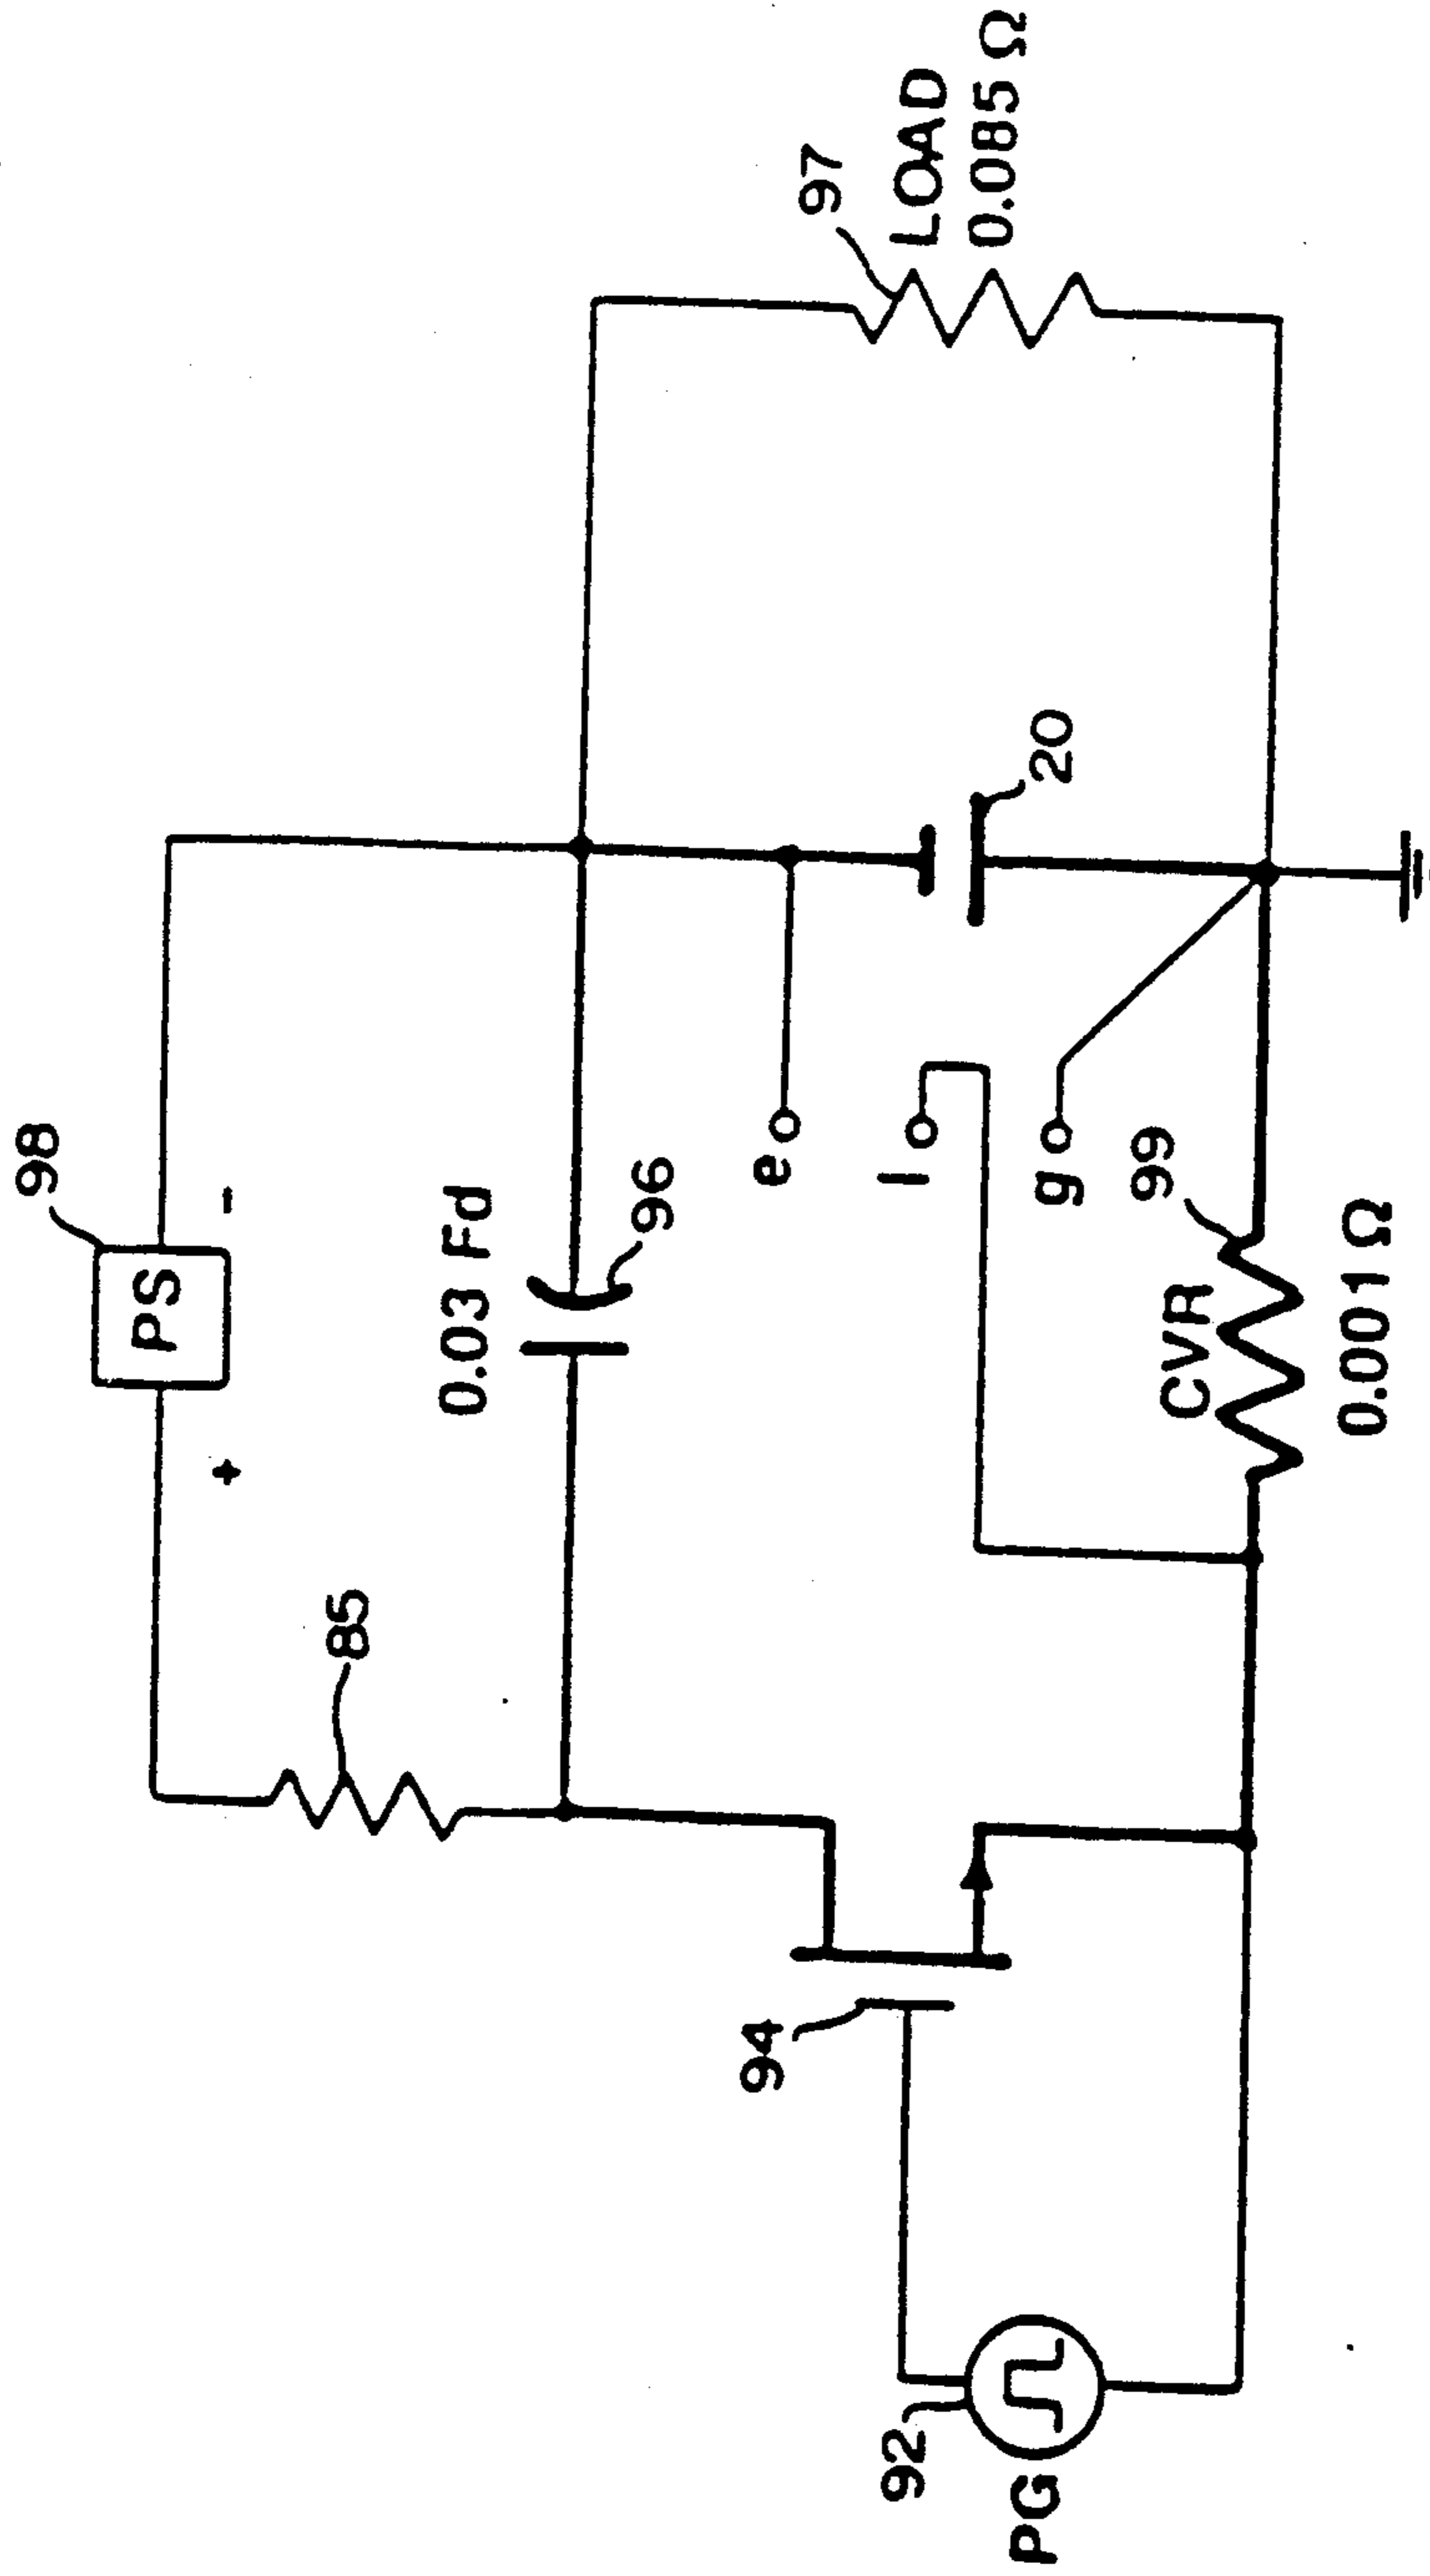 98
PS
+
-
85
0.03 Fd
96
97
LOAD
0.085 Ω
94
e
I
g
20
92
PG
CVR
99
0.001 Ω